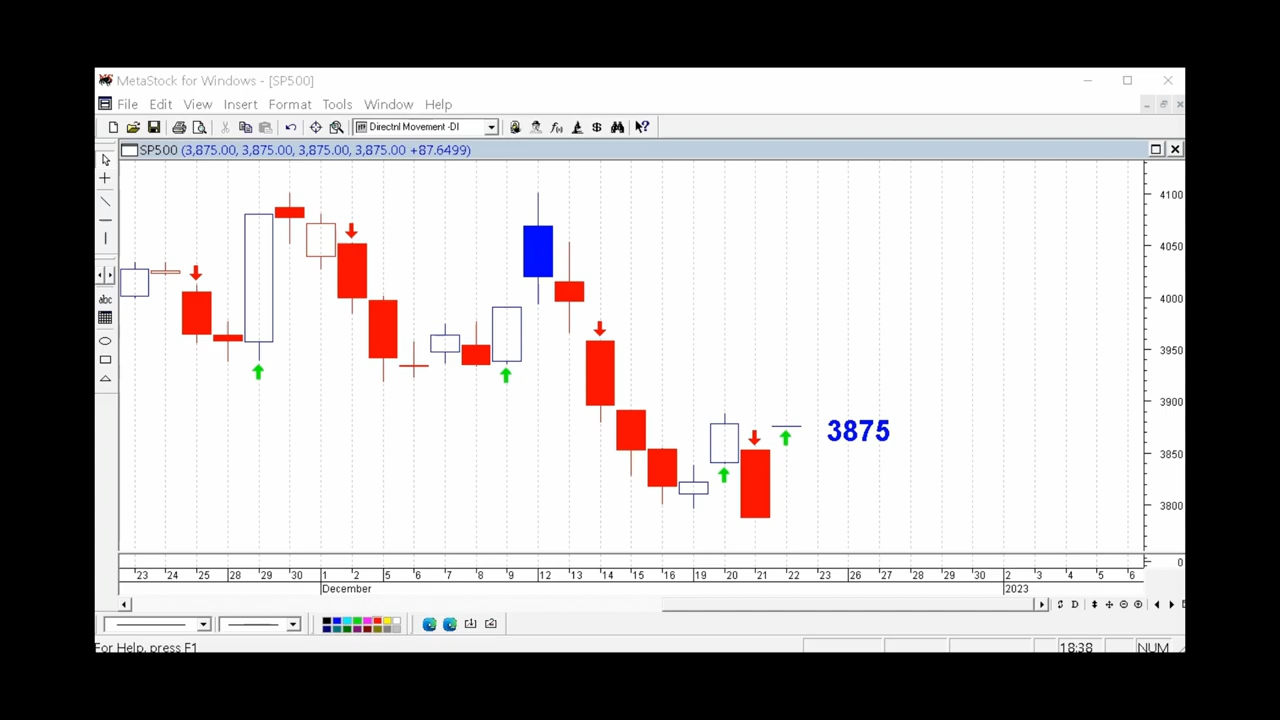 MetaStock for Windows - [SP500]
File Edit View Insert Format Tools Window Help
Directnl Movement -DI
SP500 (3,875.00, 3,875.00, 3,875.00, 3,875.00 +87.6499)
abc
4100
4050
4000
3950
3900
3875
3850
3800
0
23 24 25 28 29 30 1 2 5 6 7 8 9 12 13 14 15 16 19 20 21 22 23 26 27 28 29 30 2 3 4 5 6
December 2023
D
For Help, press F1 18:38 NUM